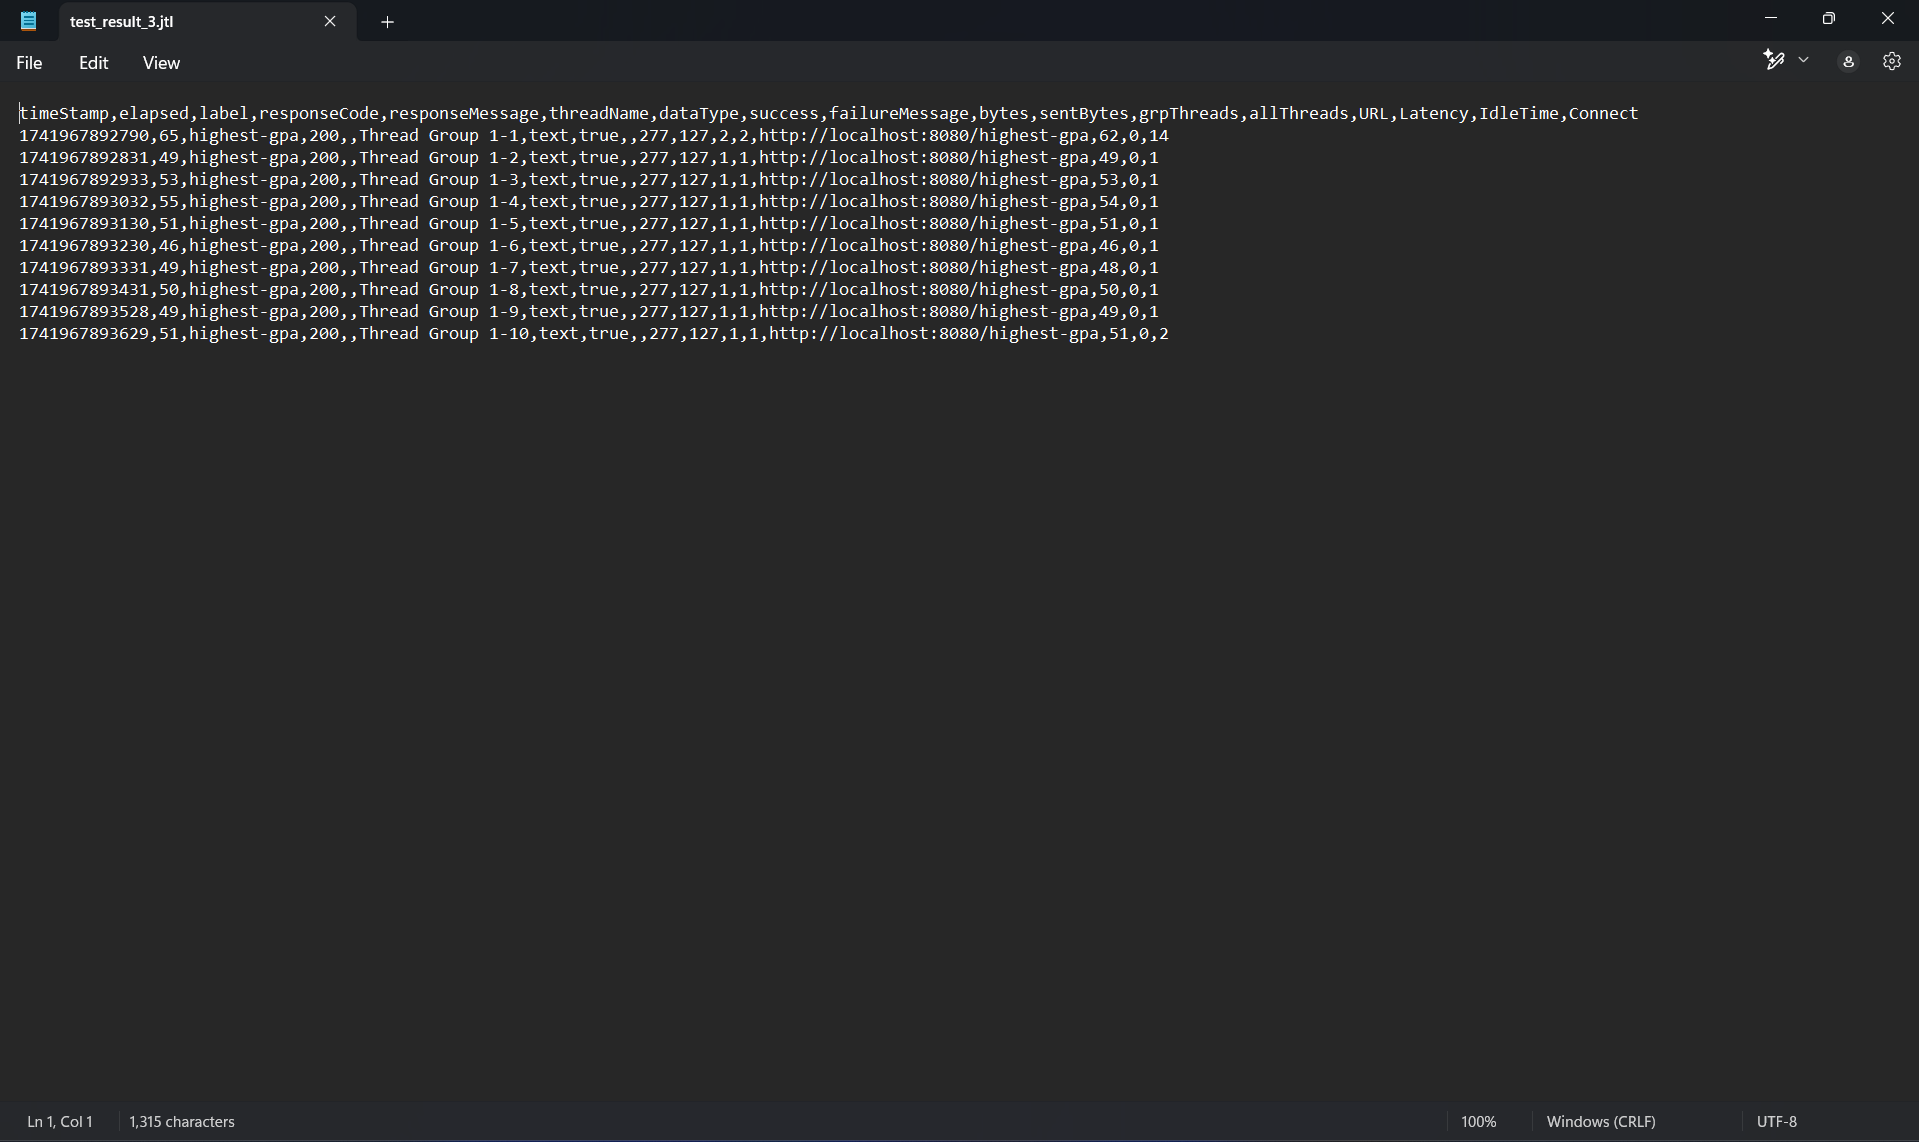 test_result_3.jtl
File Edit View
timeStamp,elapsed,label,responseCode,responseMessage,threadName,dataType,success,failureMessage,bytes,sentBytes,grpThreads,allThreads,URL,Latency,IdleTime,Connect
1741967892790,65,highest-gpa,200,,Thread Group 1-1,text,true,,277,127,2,2,http://localhost:8080/highest-gpa,62,0,14
1741967892831,49,highest-gpa,200,,Thread Group 1-2,text,true,,277,127,1,1,http://localhost:8080/highest-gpa,49,0,1
1741967892933,53,highest-gpa,200,,Thread Group 1-3,text,true,,277,127,1,1,http://localhost:8080/highest-gpa,53,0,1
1741967893032,55,highest-gpa,200,,Thread Group 1-4,text,true,,277,127,1,1,http://localhost:8080/highest-gpa,54,0,1
1741967893130,51,highest-gpa,200,,Thread Group 1-5,text,true,,277,127,1,1,http://localhost:8080/highest-gpa,51,0,1
1741967893230,46,highest-gpa,200,,Thread Group 1-6,text,true,,277,127,1,1,http://localhost:8080/highest-gpa,46,0,1
1741967893331,49,highest-gpa,200,,Thread Group 1-7,text,true,,277,127,1,1,http://localhost:8080/highest-gpa,48,0,1
1741967893431,50,highest-gpa,200,,Thread Group 1-8,text,true,,277,127,1,1,http://localhost:8080/highest-gpa,50,0,1
1741967893528,49,highest-gpa,200,,Thread Group 1-9,text,true,,277,127,1,1,http://localhost:8080/highest-gpa,49,0,1
1741967893629,51,highest-gpa,200,,Thread Group 1-10,text,true,,277,127,1,1,http://localhost:8080/highest-gpa,51,0,2
Ln 1, Col 1 1,315 characters 100% Windows (CRLF) UTF-8